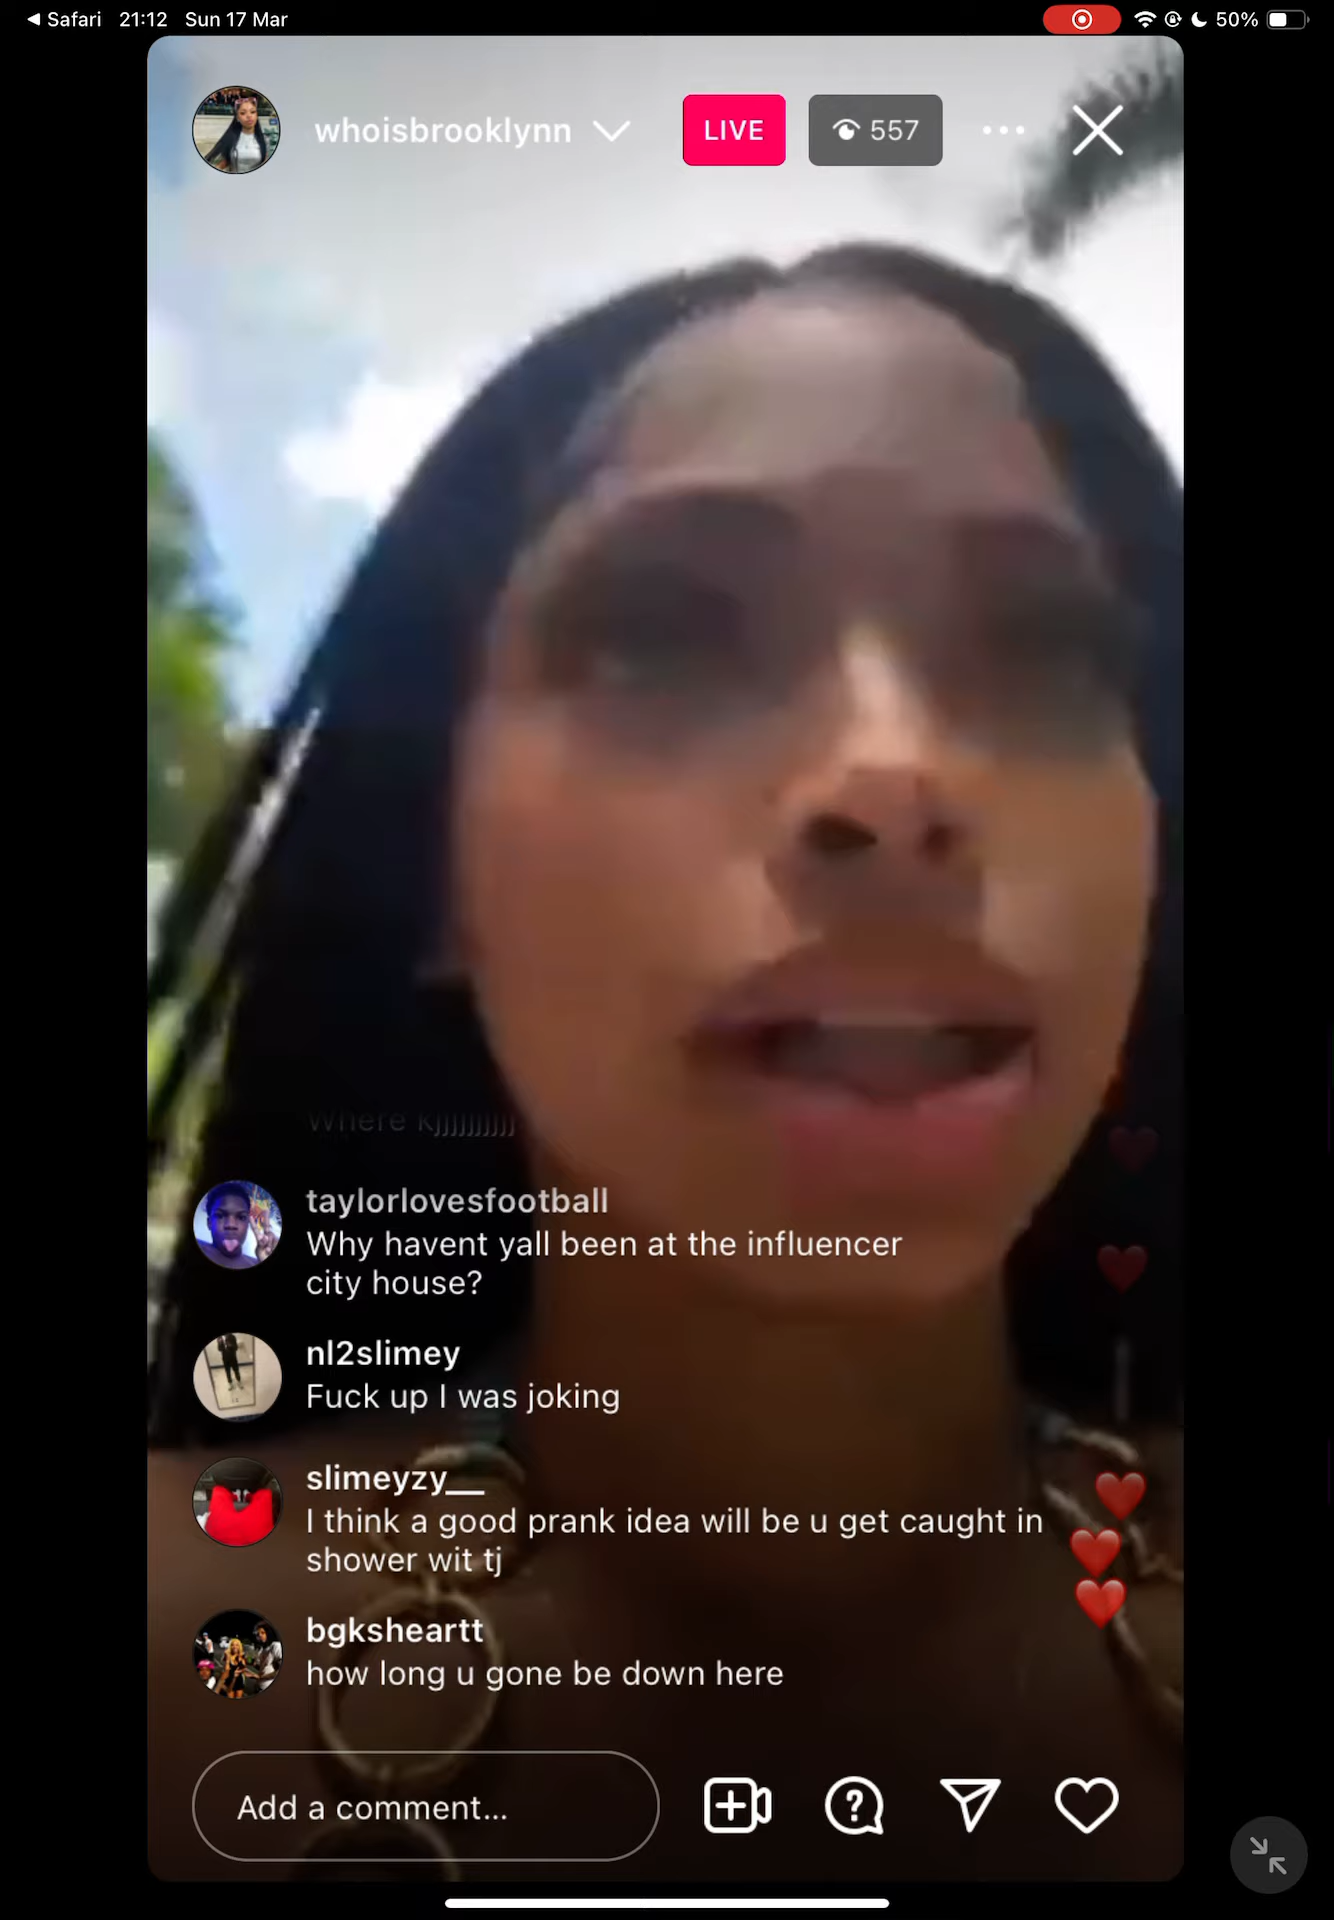 Safari 21:12 Sun 17 Mar 50%
whoisbrooklynn LIVE 557
Where kjjjjjjjjjj
taylorlovesfootball
Why havent yall been at the influencer
city house?
nl2slimey
Fuck up I was joking
slimeyzy__
I think a good prank idea will be u get caught in
shower wit tj
bgksheartt
how long u gone be down here
Add a comment...